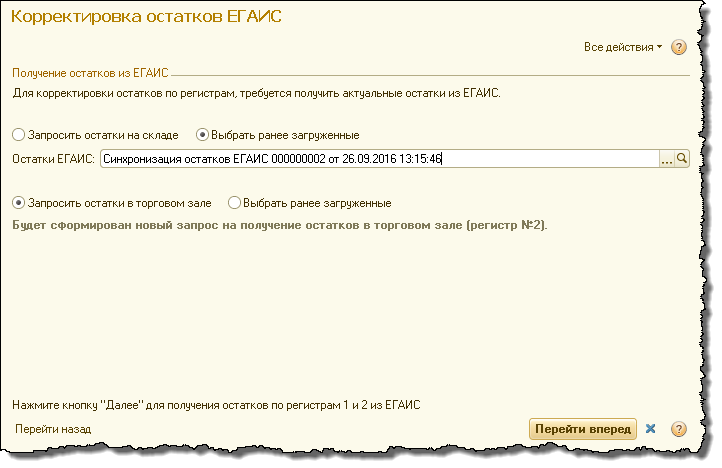 Корректировка остатков ЕГАИС
Все действия
?
Получение остатков из ЕГАИС
Для корректировки остатков по регистрам, требуется получить актуальные остатки из ЕГАИС.
Запросить остатки на складе Выбрать ранее загруженные
Остатки ЕГАИС: Синхронизация остатков ЕГАИС 000000002 от 26.09.2016 13:15:46 ...
Запросить остатки в торговом зале Выбрать ранее загруженные
Будет сформирован новый запрос на получение остатков в торговом зале (регистр №2).
Нажмите кнопку "Далее" для получения остатков по регистрам 1 и 2 из ЕГАИС
Перейти назад Перейти вперед ?